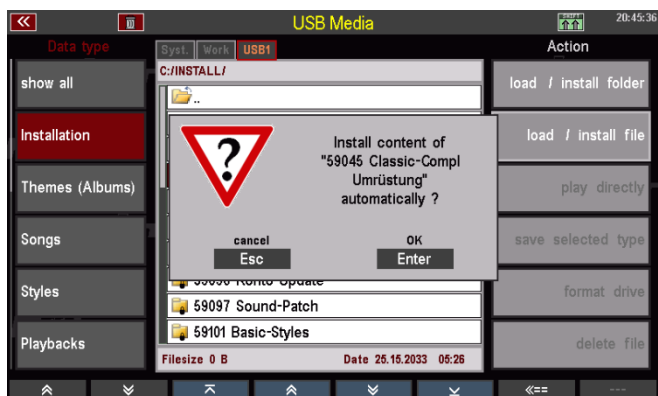 USB Media
SHIFT
20:45:36
Data type
Syst.
Work
USB1
Action
C:/INSTALL/
show all
..
load / install folder
Installation
Install content of
"59045 Classic-Compl
Umrüstung"
automatically ?
load / install file
Themes (Albums)
play directly
Songs
cancel
OK
Esc
Enter
save selected type
Styles
59097 Sound-Patch
format drive
59101 Basic-Styles
Playbacks
Filesize 0 B
Date 25.15.2033 05:26
delete file
«==
---